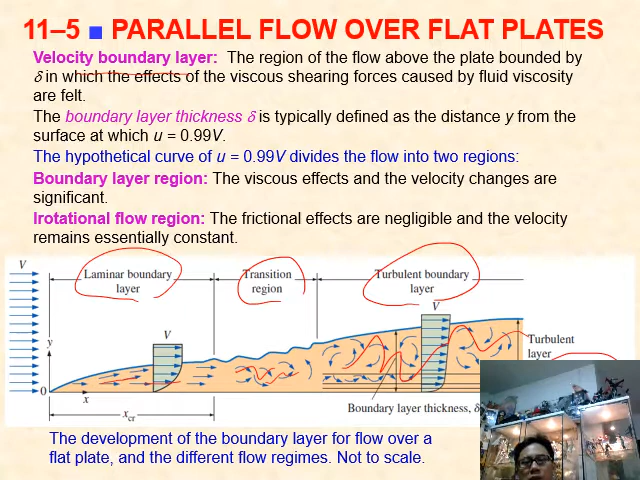 11–5 ■ PARALLEL FLOW OVER FLAT PLATES
Velocity boundary layer: The region of the flow above the plate bounded by
δ in which the effects of the viscous shearing forces caused by fluid viscosity
are felt.
The boundary layer thickness δ is typically defined as the distance y from the
surface at which u = 0.99V.
The hypothetical curve of u = 0.99V divides the flow into two regions:
Boundary layer region: The viscous effects and the velocity changes are
significant.
Irotational flow region: The frictional effects are negligible and the velocity
remains essentially constant.
V
Laminar boundary
layer
Transition
region
Turbulent boundary
layer
V
V
y
Turbulent
layer
0
x
Boundary layer thickness, δ
xcr
The development of the boundary layer for flow over a
flat plate, and the different flow regimes. Not to scale.